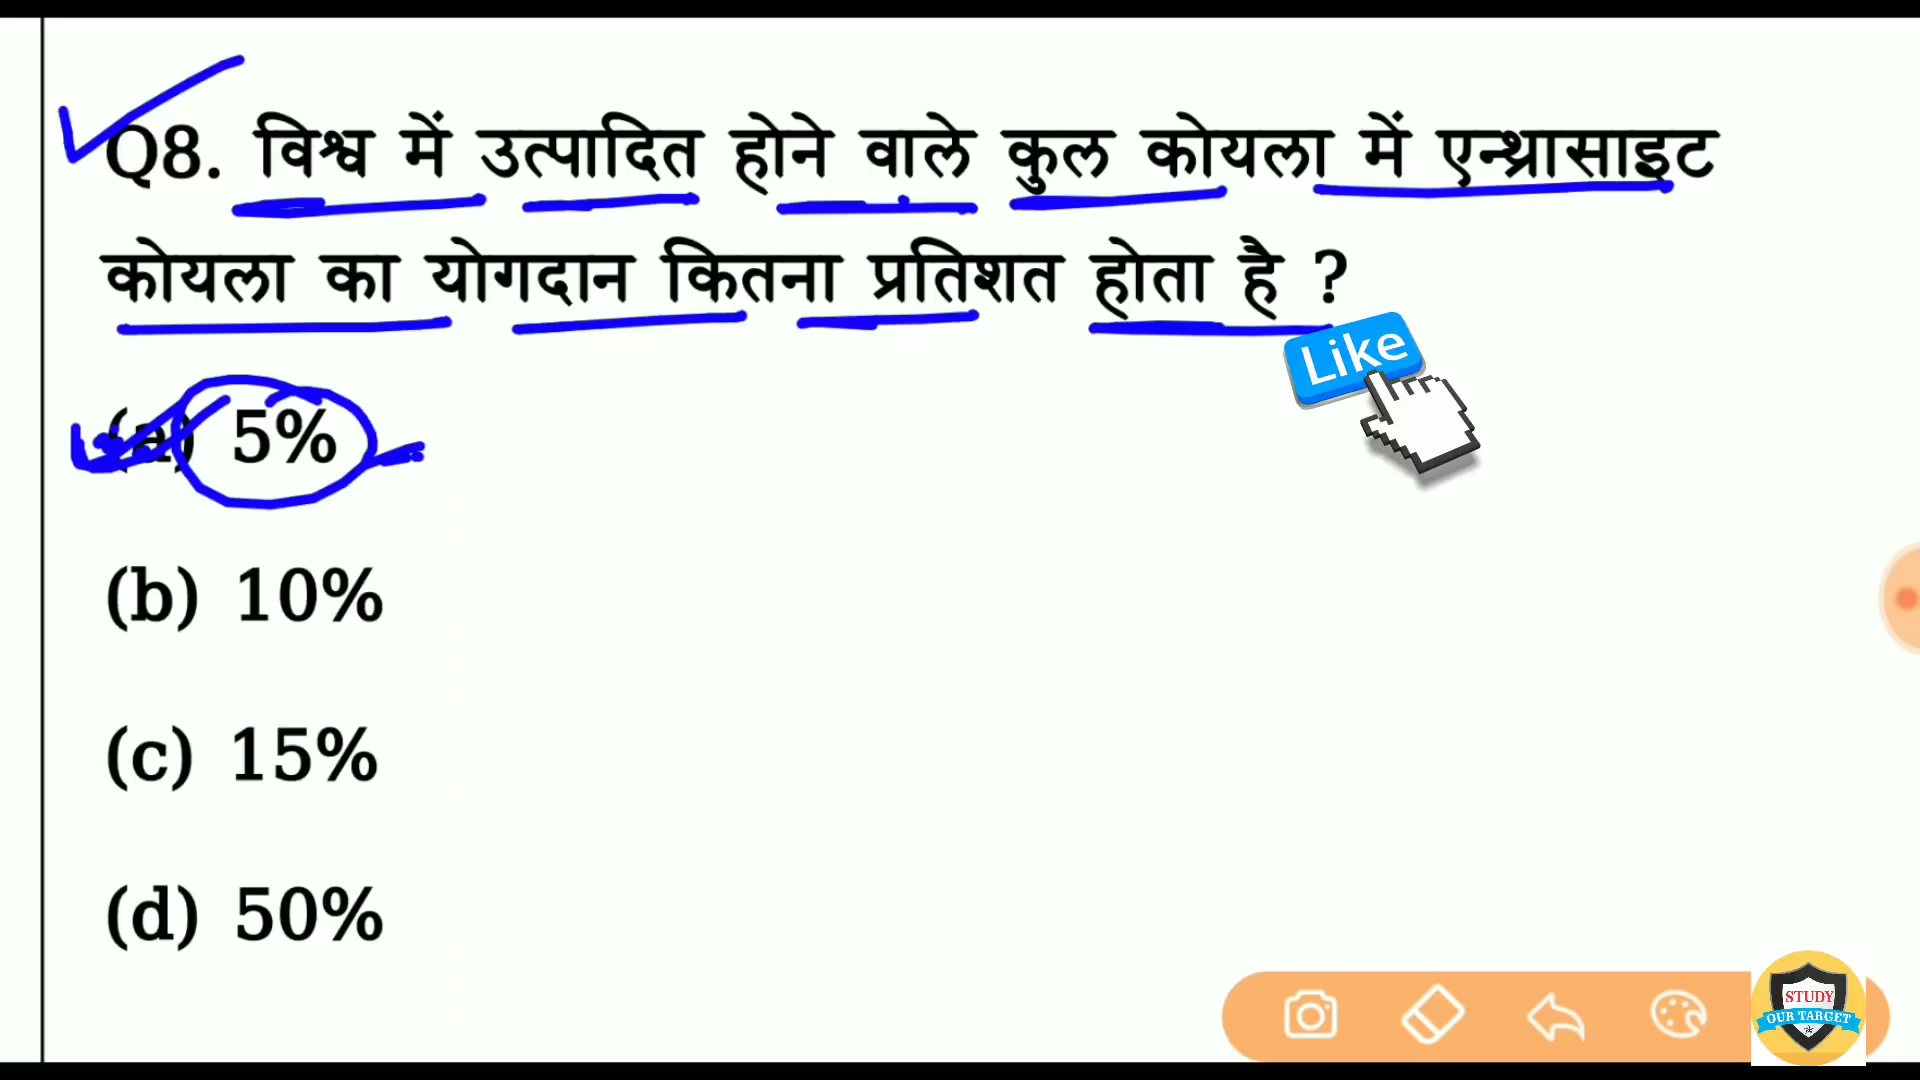 Q8. विश्व में उत्पादित होने वाले कुल कोयला में एन्थ्रासाइट
कोयला का योगदान कितना प्रतिशत होता है ?
Like
(a) 5%
(b) 10%
(c) 15%
(d) 50%
STUDY
OUR TARGET